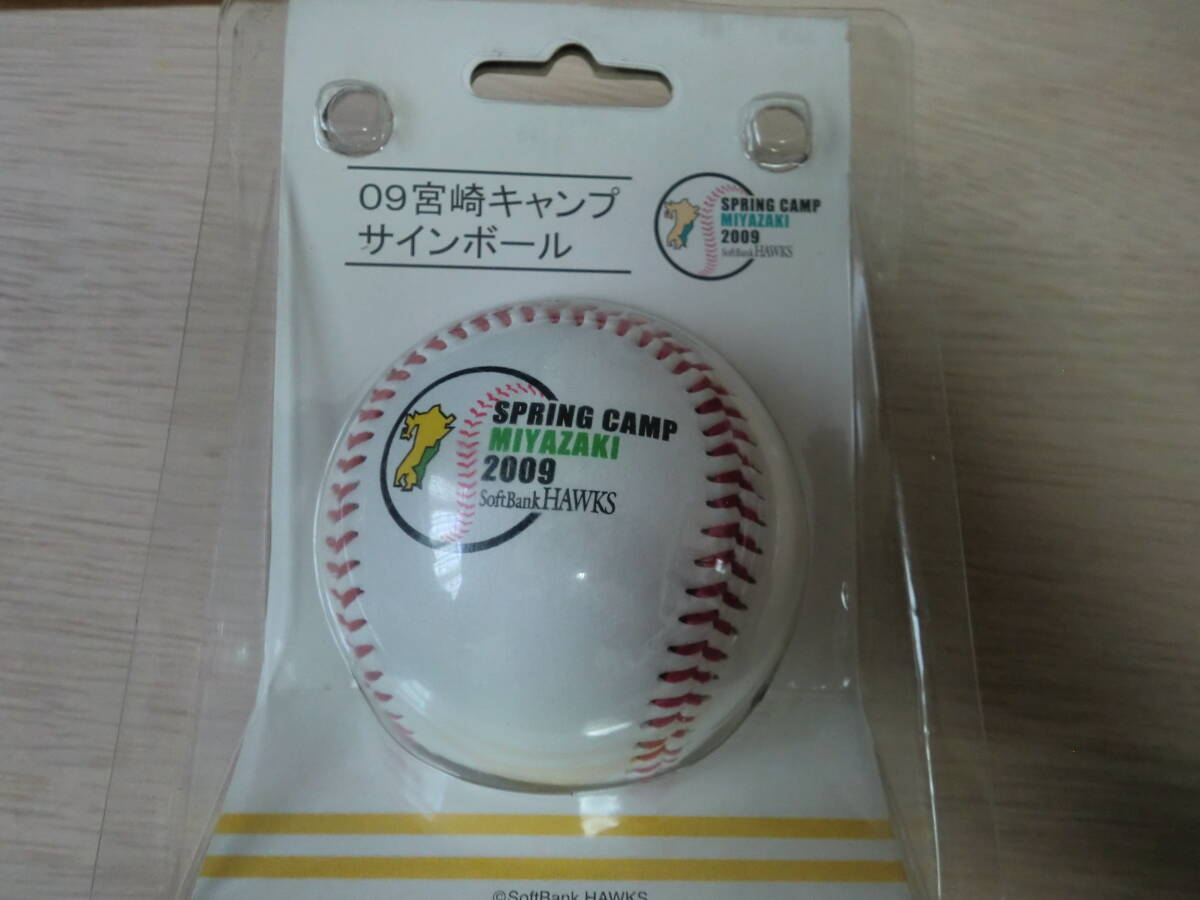 09宮崎キャンプ
サインボール
SPRING CAMP
MIYAZAKI
2009
SoftBank HAWKS
SPRING CAMP
MIYAZAKI
2009
SoftBank HAWKS
©SoftBank HAWKS